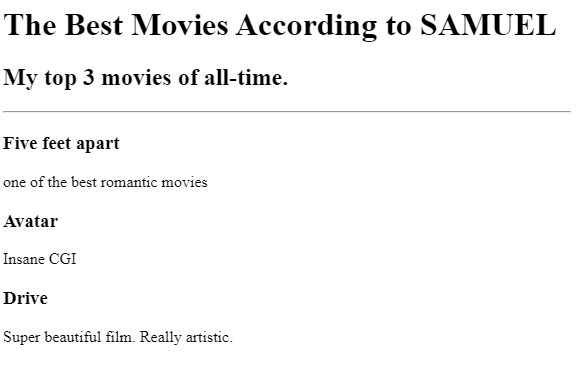 The Best Movies According to SAMUEL
My top 3 movies of all-time.
Five feet apart
one of the best romantic movies
Avatar
Insane CGI
Drive
Super beautiful film. Really artistic.